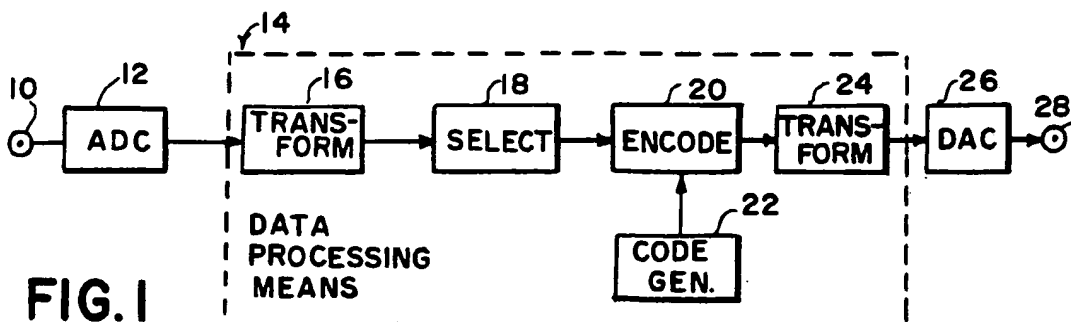 14
10
12
16
18
20
24
26
28
ADC
TRANS-
FORM
SELECT
ENCODE
TRANS-
FORM
DAC
22
CODE
GEN.
DATA
PROCESSING
MEANS
FIG. 1